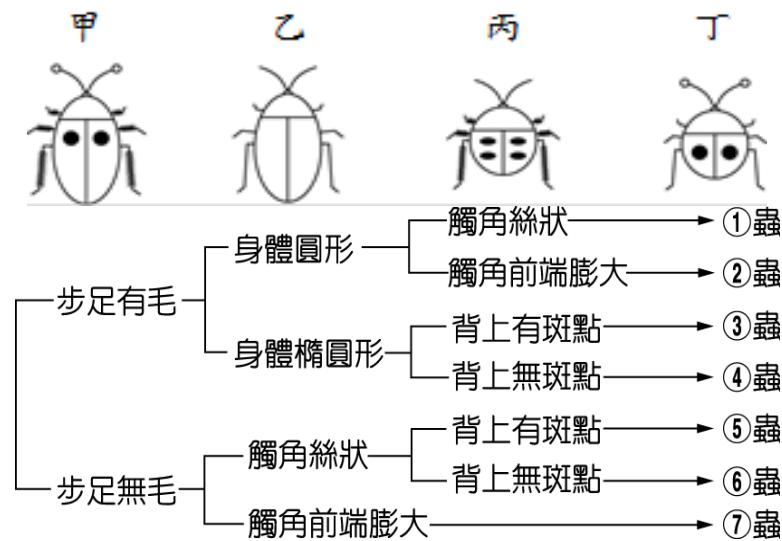 甲 乙 丙 丁
觸角絲狀 ①蟲
身體圓形
觸角前端膨大 ②蟲
步足有毛
背上有斑點 ③蟲
身體橢圓形
背上無斑點 ④蟲
背上有斑點 ⑤蟲
觸角絲狀
背上無斑點 ⑥蟲
步足無毛
觸角前端膨大 ⑦蟲